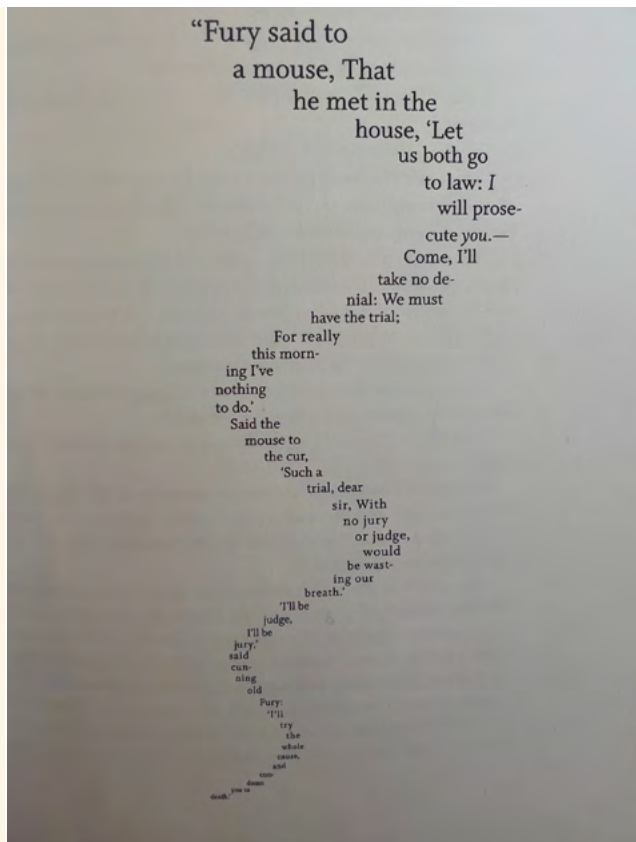 “Fury said to
a mouse, That
he met in the
house, ‘Let
us both go
to law: I
will prose-
cute you.—
Come, I’ll
take no de-
nial: We must
have the trial;
For really
this morn-
ing I’ve
nothing
to do.’
Said the
mouse to
the cur,
‘Such a
trial, dear
sir, With
no jury
or judge,
would
be wast-
ing our
breath.’
‘I’ll be
judge,
I’ll be
jury,’
said
cun-
ning
old
Fury:
‘I’ll
try
the
whole
cause,
and
con-
demn
you to
death.’